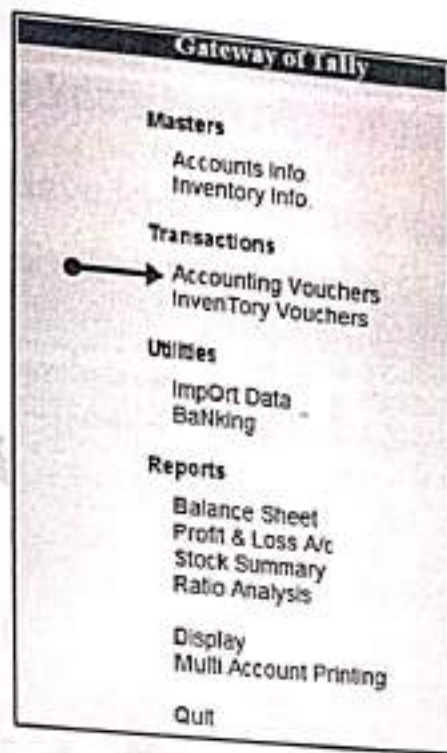 Gateway of Tally
Masters
Accounts Info.
Inventory Info.
Transactions
Accounting Vouchers
InvenTory Vouchers
Utilities
ImpOrt Data
BaNking
Reports
Balance Sheet
Profit & Loss A/c
Stock Summary
Ratio Analysis
Display
Multi Account Printing
Quit